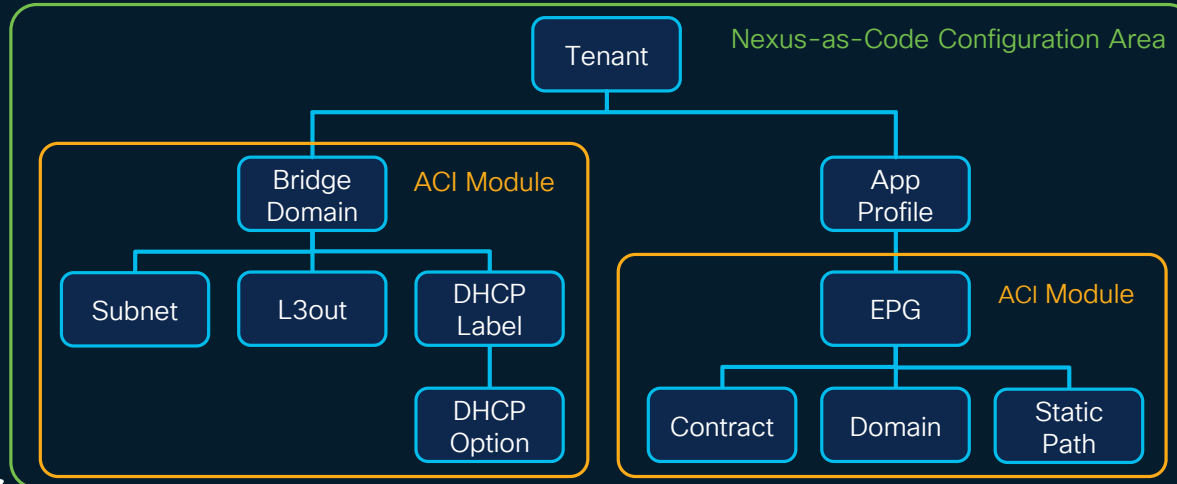 Nexus-as-Code Configuration Area
Tenant
Bridge
Domain
ACI Module
App
Profile
Subnet
L3out
DHCP
Label
EPG
ACI Module
DHCP
Option
Contract
Domain
Static
Path